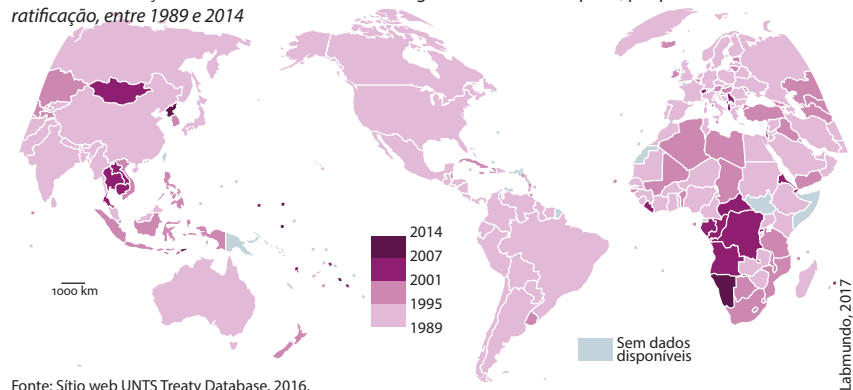 ratificação, entre 1989 e 2014
2014
2007
2001
1995
1989
1000 km
Sem dados
disponíveis
Labmundo, 2017
Fonte: Sítio web UNTS Treaty Database, 2016.